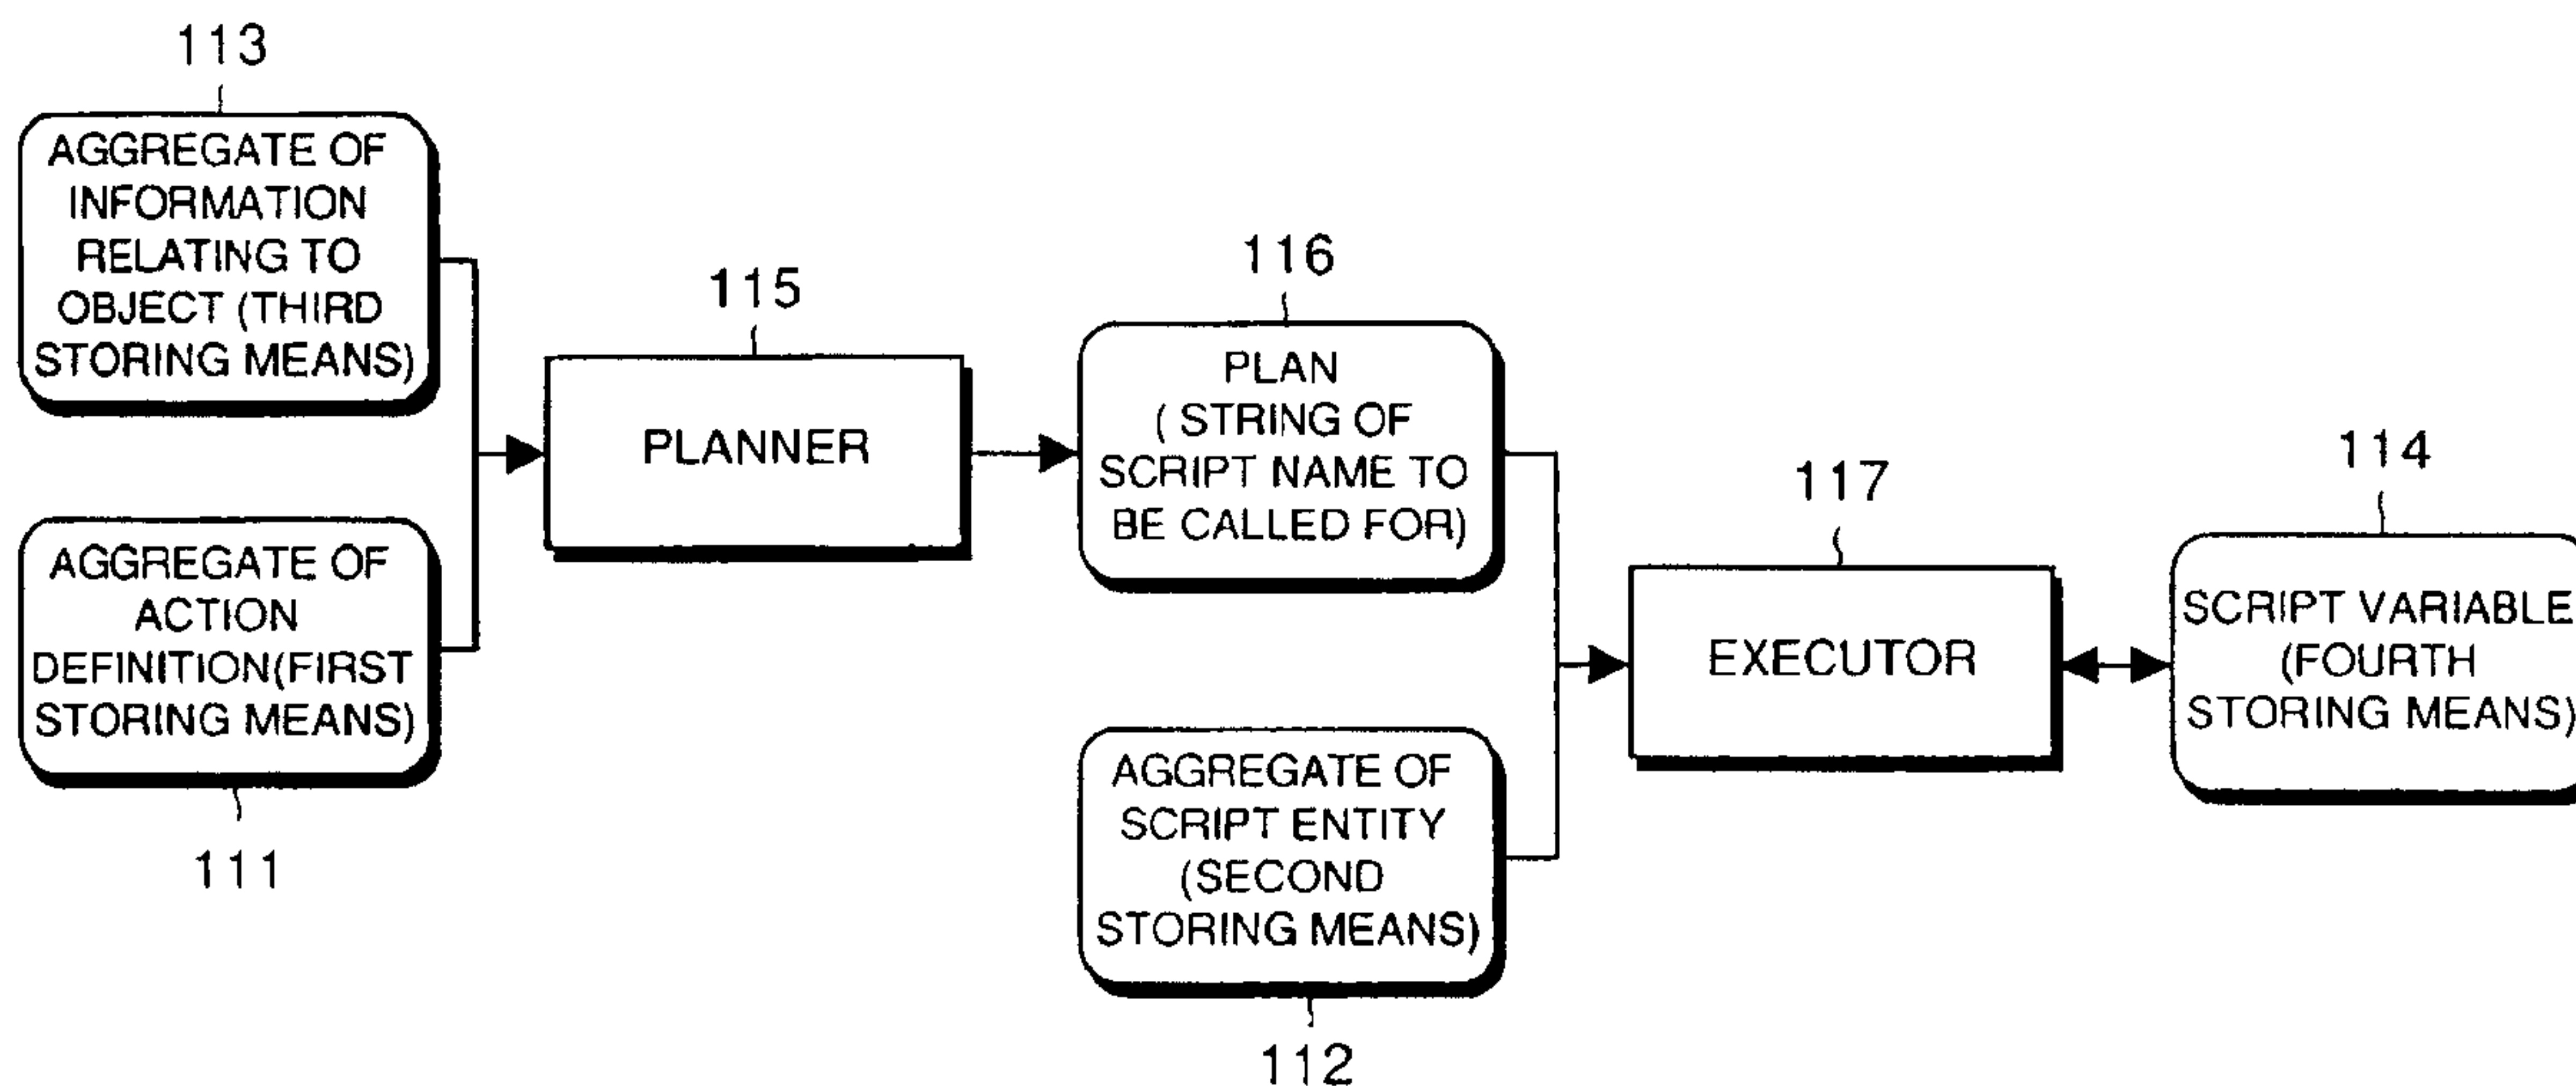 113
AGGREGATE OF
INFORMATION
RELATING TO
OBJECT (THIRD
STORING MEANS)
AGGREGATE OF
ACTION
DEFINITION(FIRST
STORING MEANS)
111
115
PLANNER
116
PLAN
( STRING OF
SCRIPT NAME TO
BE CALLED FOR)
AGGREGATE OF
SCRIPT ENTITY
(SECOND
STORING MEANS)
112
117
EXECUTOR
114
SCRIPT VARIABLE
(FOURTH
STORING MEANS)